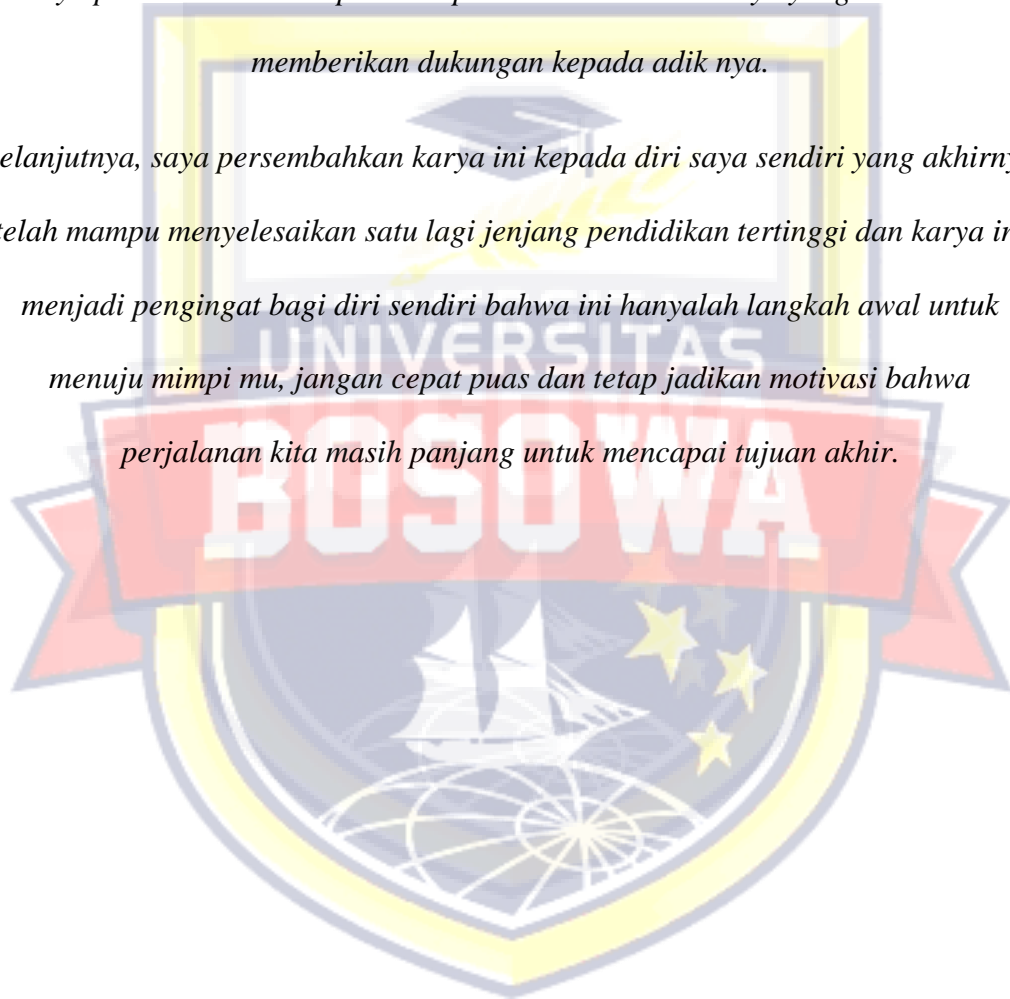 memberikan dukungan kepada adik nya.
elanjutnya, saya persembahkan karya ini kepada diri saya sendiri yang akhirny
telah mampu menyelesaikan satu lagi jenjang pendidikan tertinggi dan karya in
menjadi pengingat bagi diri sendiri bahwa ini hanyalah langkah awal untuk
UNIVERSITAS
menuju mimpi mu, jangan cepat puas dan tetap jadikan motivasi bahwa
perjalanan kita masih panjang untuk mencapai tujuan akhir.
BOSOWA